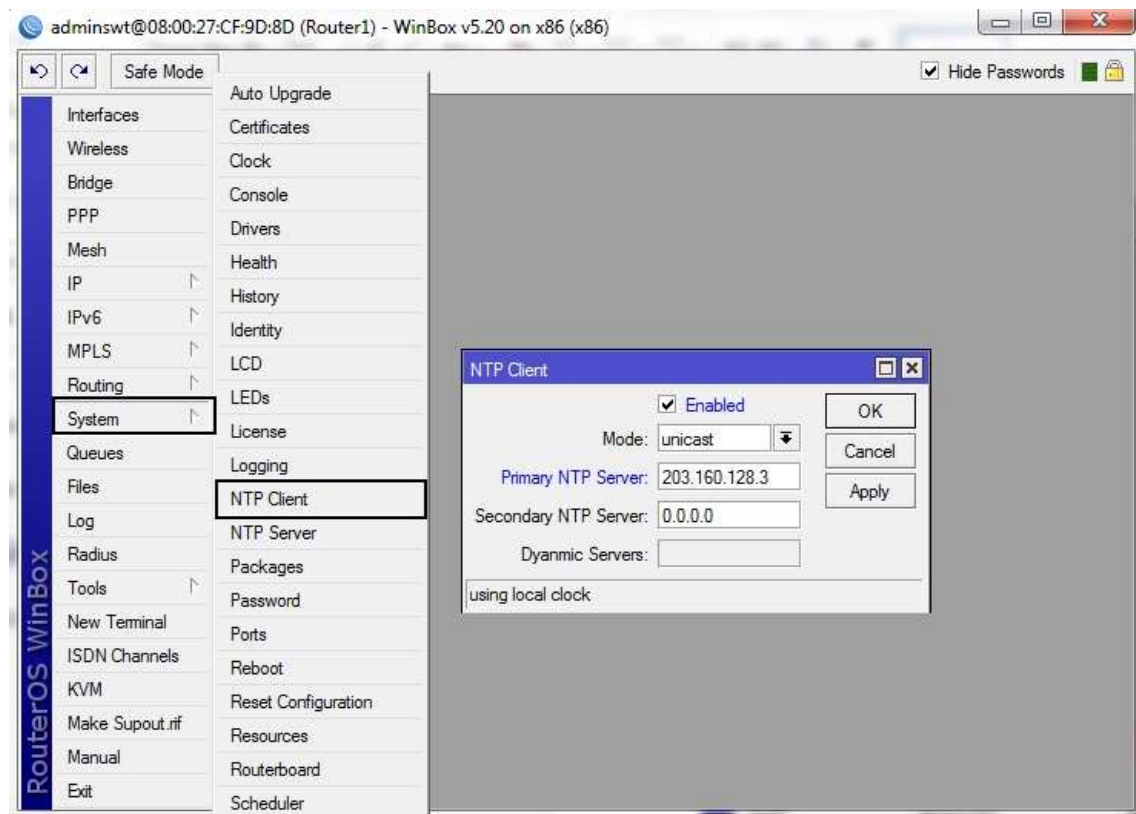 adminswt@08:00:27:CF:9D:8D (Router1) - WinBox v5.20 on x86 (x86)
Safe Mode
Hide Passwords
Interfaces
Wireless
Bridge
PPP
Mesh
IP
IPv6
MPLS
Routing
System
Queues
Files
Log
Radius
Tools
New Terminal
ISDN Channels
KVM
Make Supout.rif
Manual
Exit
RouterOS WinBox
Auto Upgrade
Certificates
Clock
Console
Drivers
Health
History
Identity
LCD
LEDs
License
Logging
NTP Client
NTP Server
Packages
Password
Ports
Reboot
Reset Configuration
Resources
Routerboard
Scheduler
NTP Client
Enabled
Mode: unicast
Primary NTP Server: 203.160.128.3
Secondary NTP Server: 0.0.0.0
Dyanmic Servers:
OK
Cancel
Apply
using local clock